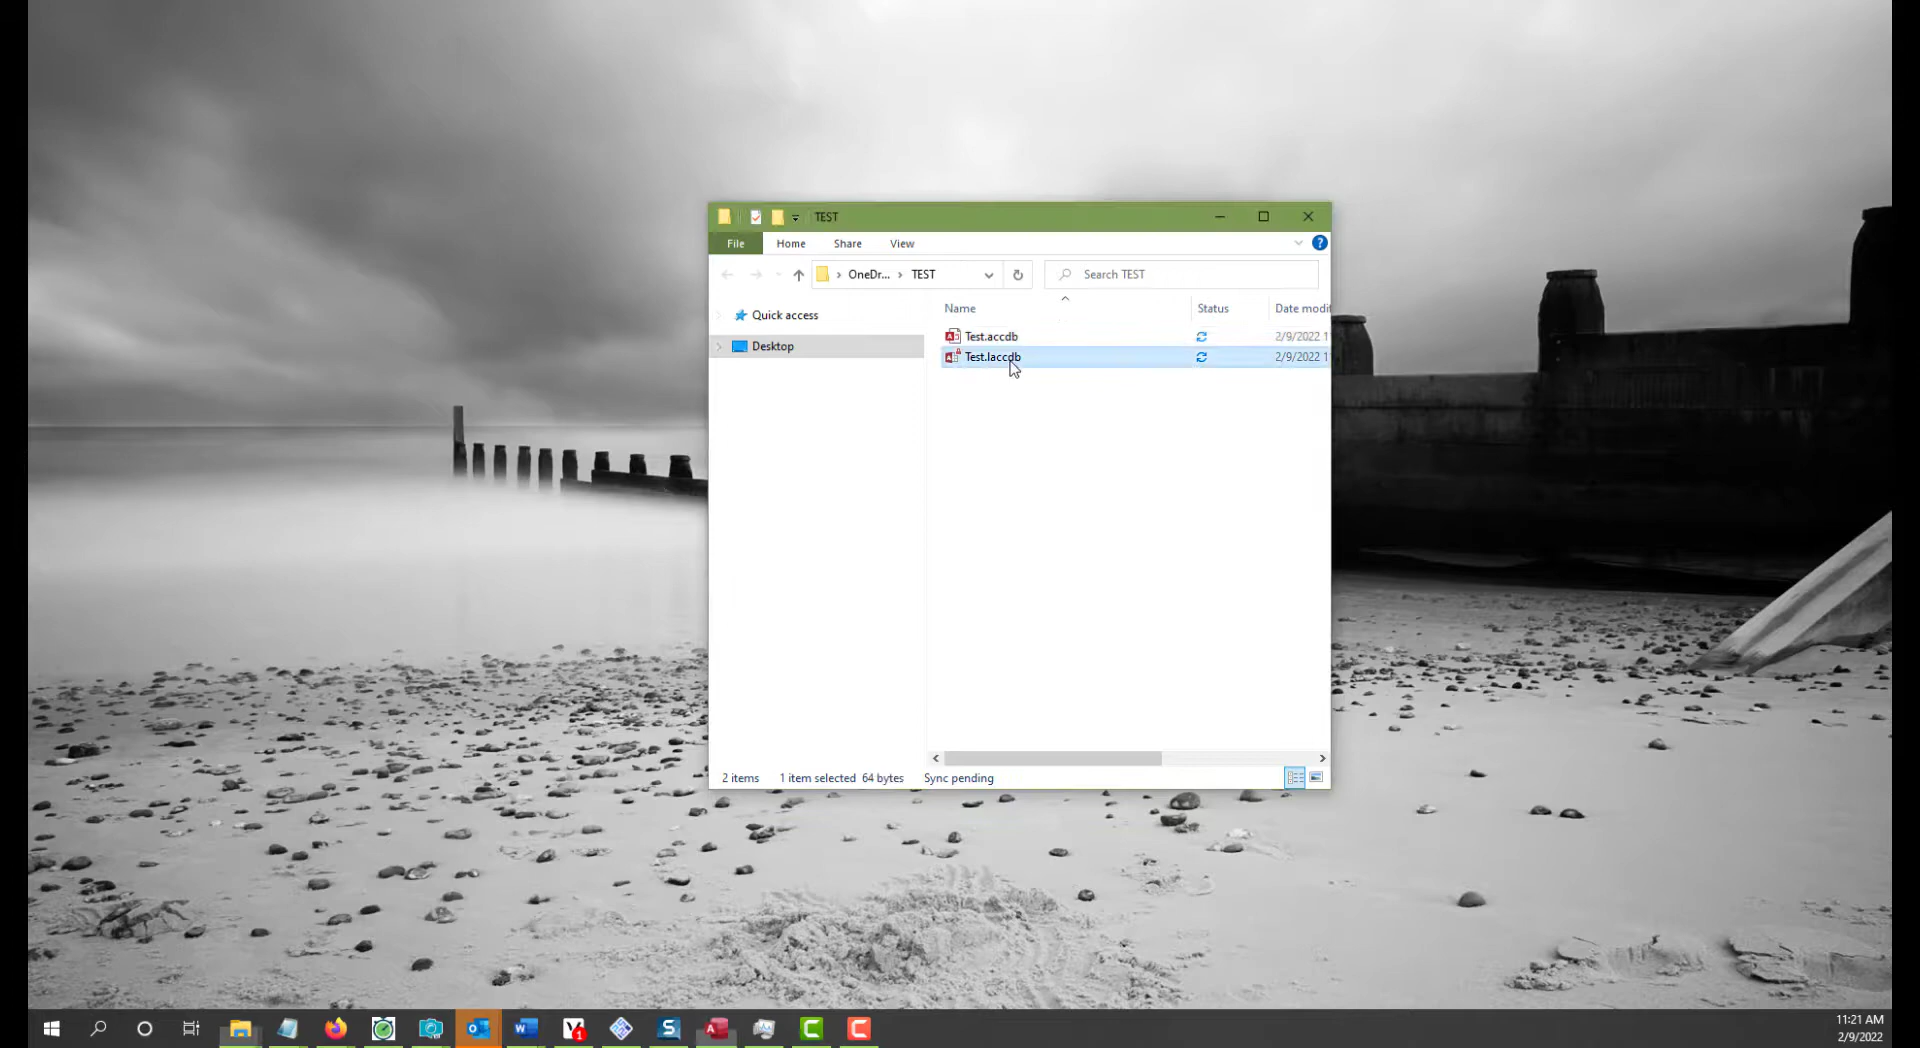 TEST
File Home Share View
OneDr... TEST Search TEST
Name Status Date modif
Quick access
Desktop
Test.accdb 2/9/2022 1
Test.laccdb 2/9/2022 1
2 items 1 item selected 64 bytes Sync pending
1
11:21 AM
2/9/2022